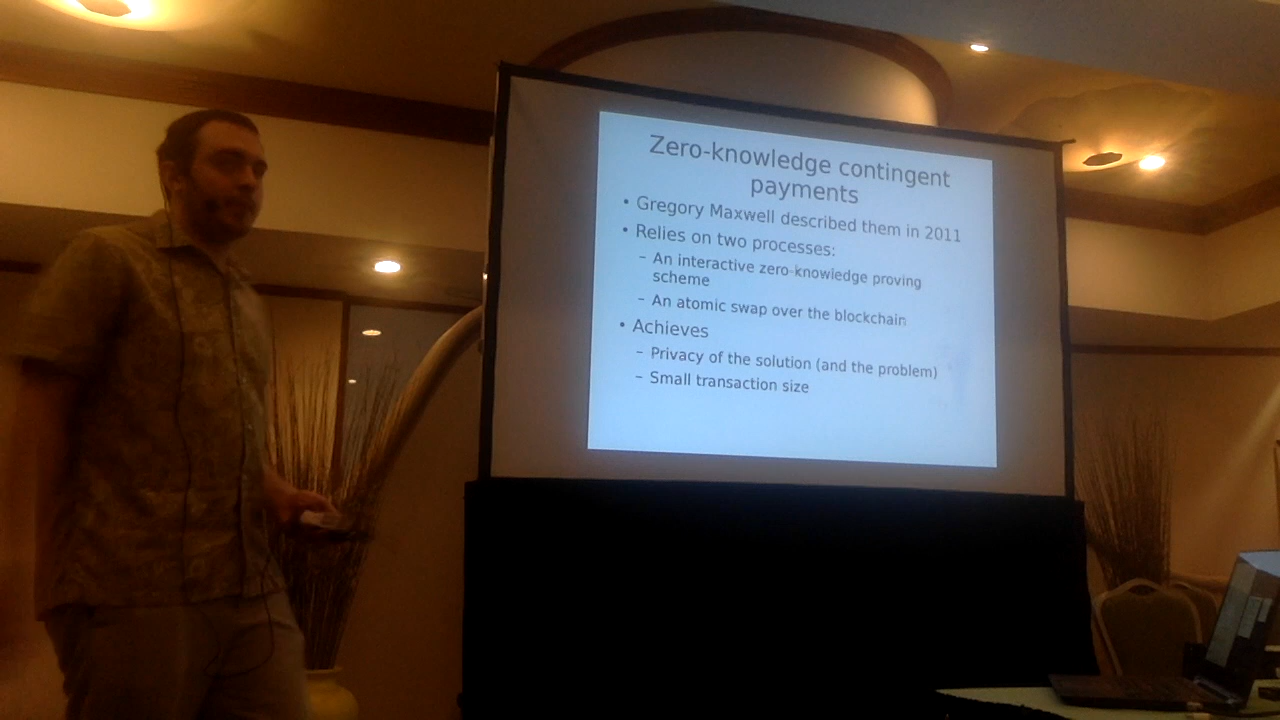 Zero-knowledge contingent
payments
• Gregory Maxwell described them in 2011
• Relies on two processes:
– An interactive zero-knowledge proving
scheme
– An atomic swap over the blockchain
• Achieves
– Privacy of the solution (and the problem)
– Small transaction size